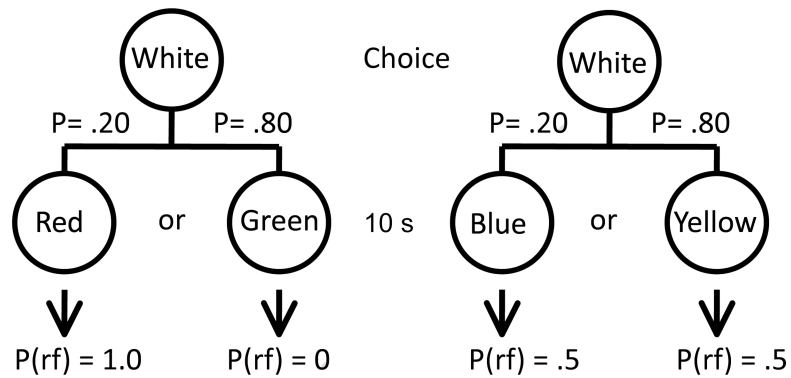 White Choice White
P= .20 P= .80 P= .20 P= .80
Red or Green 10 s Blue or Yellow
P(rf) = 1.0 P(rf) = 0 P(rf) = .5 P(rf) = .5